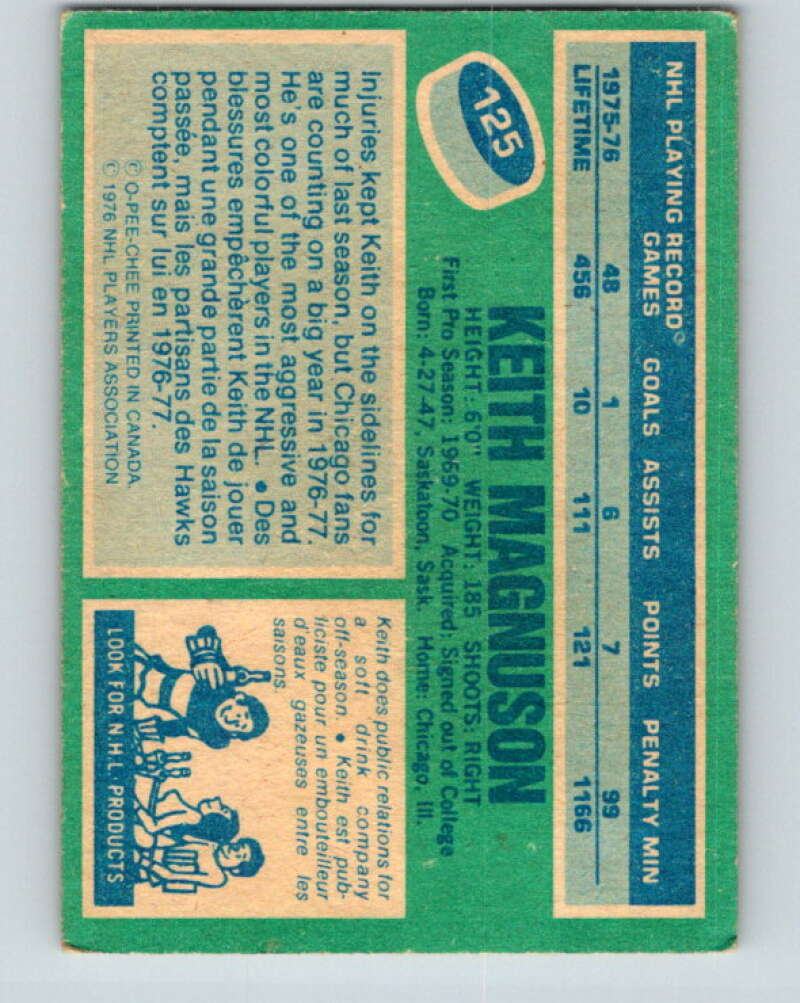 125
NHL PLAYING RECORD
GAMES GOALS ASSISTS POINTS PENALTY MIN
1975-76 48 1 6 7 99
LIFETIME 456 10 111 121 1166
KEITH MAGNUSON
HEIGHT: 6'0" WEIGHT: 185 SHOOTS: RIGHT
First Pro Season: 1969-70 Acquired: Signed out of College
Born: 4-27-47, Saskatoon, Sask. Home: Chicago, Ill.
Injuries kept Keith on the sidelines for
much of last season, but Chicago fans
are counting on a big year in 1976-77.
He's one of the most aggressive and
most colorful players in the NHL. • Des
blessures empêchèrent Keith de jouer
pendant une grande partie de la saison
passée, mais les partisans des Hawks
comptent sur lui en 1976-77.
© O-PEE-CHEE PRINTED IN CANADA.
© 1976 NHL PLAYERS ASSOCIATION
Keith does public relations for
a soft drink company
off-season. • Keith est pub-
liciste pour un embouteilleur
d'eaux gazeuses entre les
saisons.
LOOK FOR N.H.L. PRODUCTS